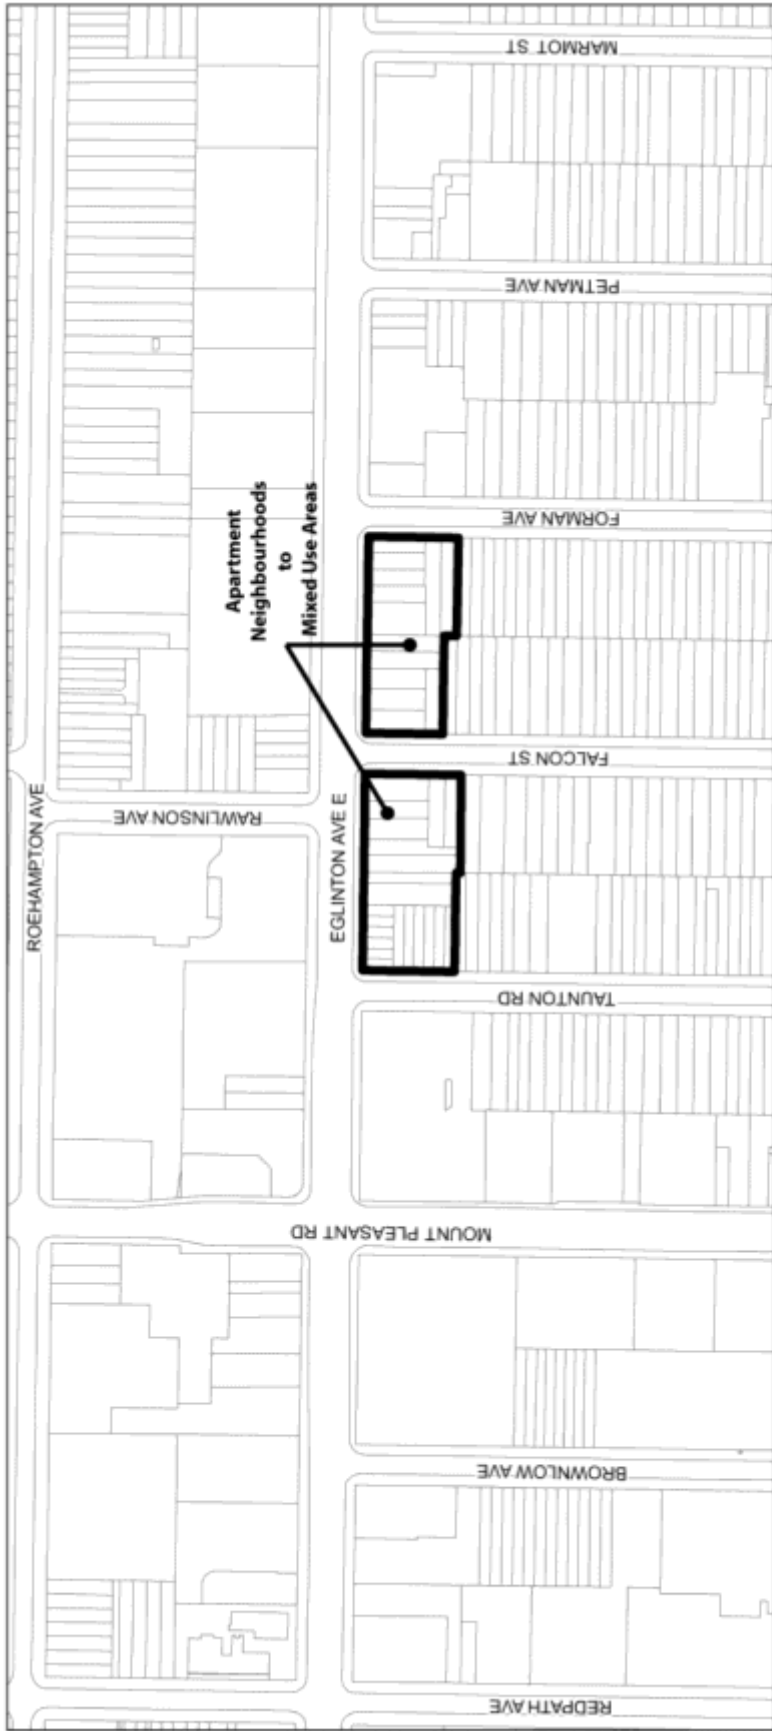 ROEHAMPTON AVE
RAWLINSON AVE
EGLINTON AVE E
Apartment
Neighbourhoods
to
Mixed Use Areas
REDPATH AVE
BROWNLOW AVE
MOUNT PLEASANT RD
TAUNTON RD
FALCON ST
FORMAN AVE
PETMAN AVE
MARMOT ST